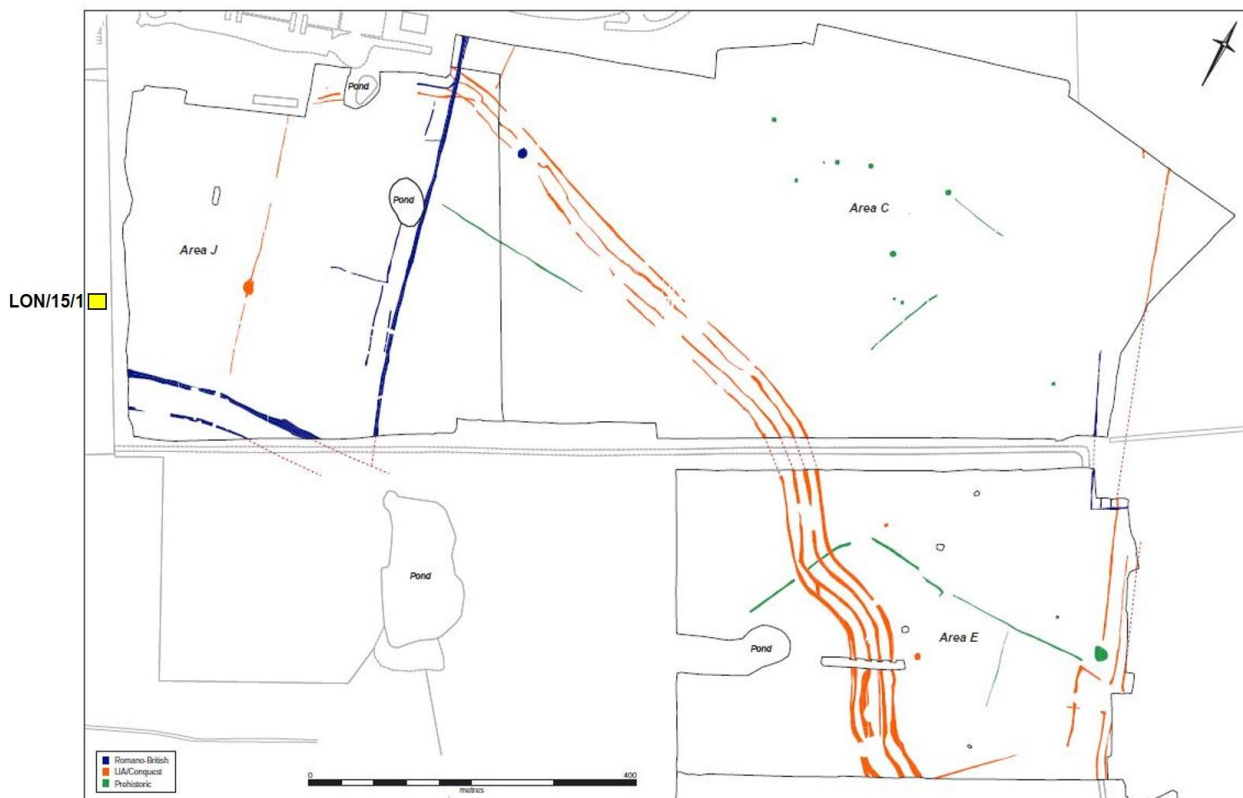 Pond
Pond
Area C
Area J
LON/15/1
Pond
Area E
Pond
Romano-British
LIA/Conquest
Prehistoric
0
400
metres